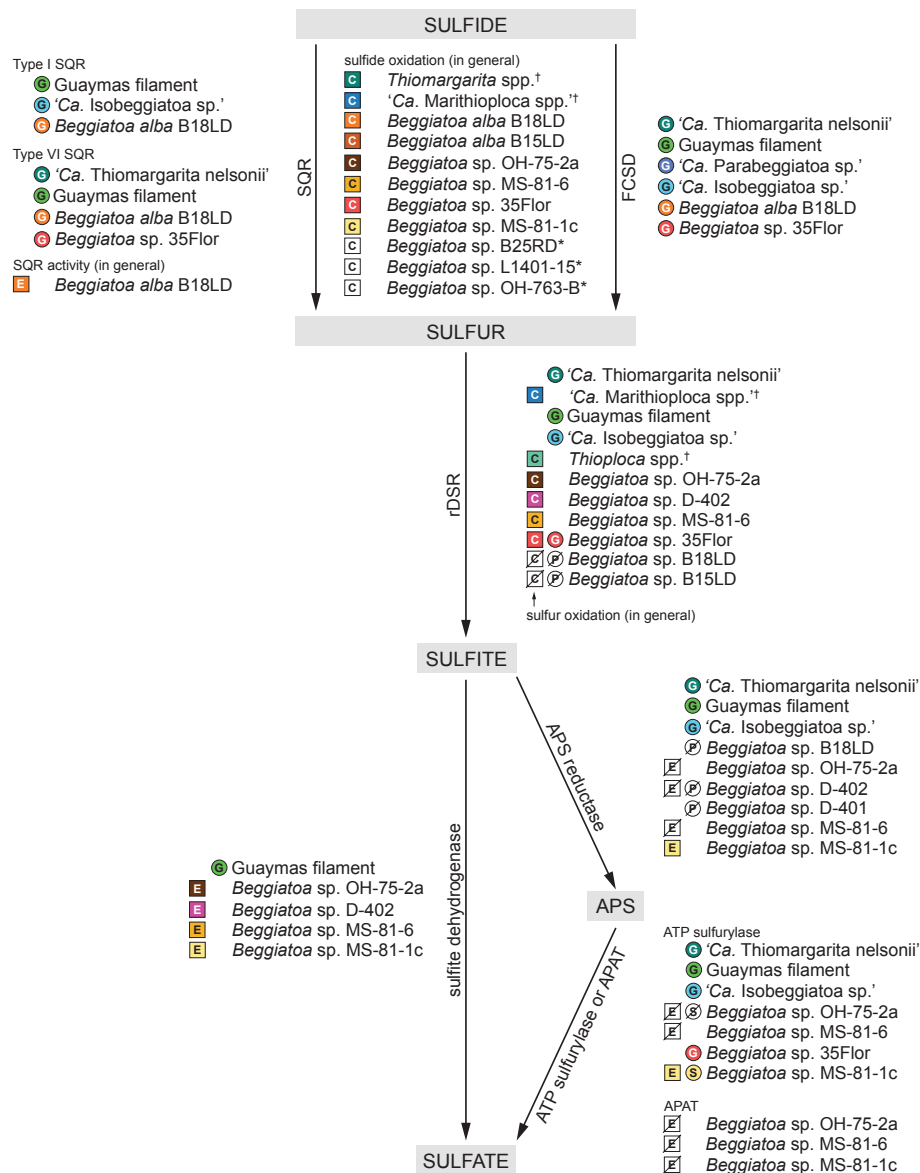 SULFIDE
Type I SQR
G Guaymas filament
G 'Ca. Isobeggiatoa sp.'
G Beggiatoa alba B18LD
Type VI SQR
G 'Ca. Thiomargarita nelsonii'
G Guaymas filament
G Beggiatoa alba B18LD
G Beggiatoa sp. 35Flor
SQR activity (in general)
E Beggiatoa alba B18LD
SQR
sulfide oxidation (in general)
C Thiomargarita spp.†
C 'Ca. Marithioploca spp.'†
C Beggiatoa alba B18LD
C Beggiatoa alba B15LD
C Beggiatoa sp. OH-75-2a
C Beggiatoa sp. MS-81-6
C Beggiatoa sp. 35Flor
C Beggiatoa sp. MS-81-1c
C Beggiatoa sp. B25RD*
C Beggiatoa sp. L1401-15*
C Beggiatoa sp. OH-763-B*
FCSD
G 'Ca. Thiomargarita nelsonii'
G Guaymas filament
G 'Ca. Parabeggiatoa sp.'
G 'Ca. Isobeggiatoa sp.'
G Beggiatoa alba B18LD
G Beggiatoa sp. 35Flor
SULFUR
rDSR
G 'Ca. Thiomargarita nelsonii'
C 'Ca. Marithioploca spp.'†
G Guaymas filament
G 'Ca. Isobeggiatoa sp.'
C Thioploca spp.†
C Beggiatoa sp. OH-75-2a
C Beggiatoa sp. D-402
C Beggiatoa sp. MS-81-6
C G Beggiatoa sp. 35Flor
C P Beggiatoa sp. B18LD
C P Beggiatoa sp. B15LD
sulfur oxidation (in general)
SULFITE
APS reductase
G 'Ca. Thiomargarita nelsonii'
G Guaymas filament
G 'Ca. Isobeggiatoa sp.'
P Beggiatoa sp. B18LD
E Beggiatoa sp. OH-75-2a
E P Beggiatoa sp. D-402
P Beggiatoa sp. D-401
E Beggiatoa sp. MS-81-6
E Beggiatoa sp. MS-81-1c
G Guaymas filament
E Beggiatoa sp. OH-75-2a
E Beggiatoa sp. D-402
E Beggiatoa sp. MS-81-6
E Beggiatoa sp. MS-81-1c
sulfite dehydrogenase
APS
ATP sulfurylase or APAT
ATP sulfurylase
G 'Ca. Thiomargarita nelsonii'
G Guaymas filament
G 'Ca. Isobeggiatoa sp.'
E S Beggiatoa sp. OH-75-2a
E Beggiatoa sp. MS-81-6
G Beggiatoa sp. 35Flor
E S Beggiatoa sp. MS-81-1c
APAT
E Beggiatoa sp. OH-75-2a
E Beggiatoa sp. MS-81-6
E Beggiatoa sp. MS-81-1c
SULFATE